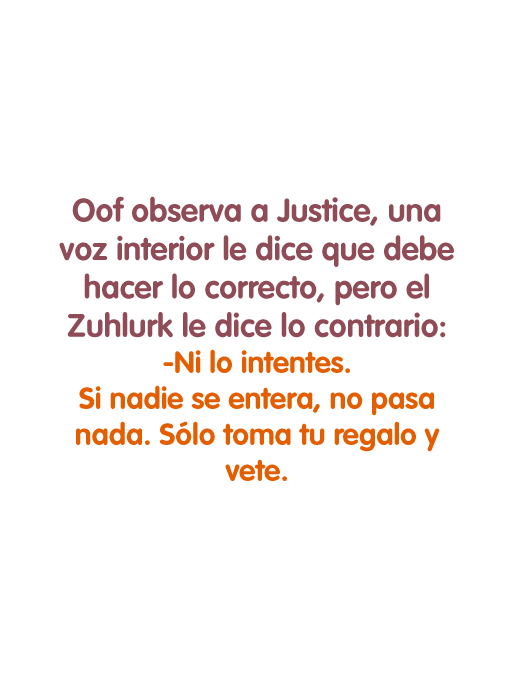 Oof observa a Justice, una
voz interior le dice que debe
hacer lo correcto, pero el
Zuhlurk le dice lo contrario:
-Ni lo intentes.
Si nadie se entera, no pasa
nada. Sólo toma tu regalo y
vete.